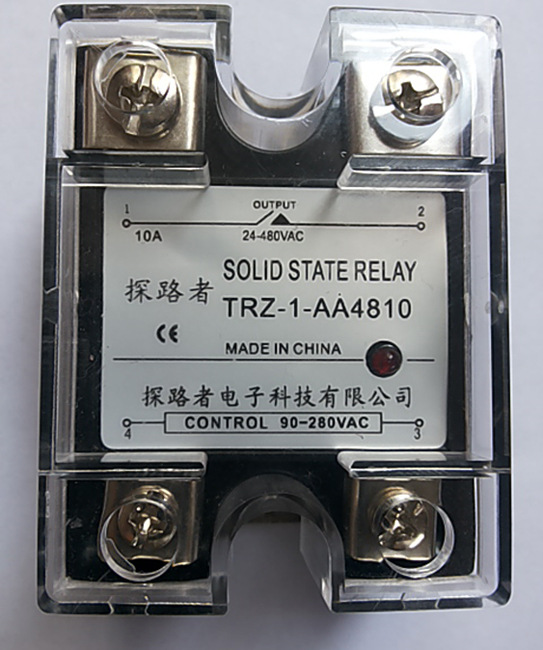 OUTPUT
1 2
10A 24-480VAC
SOLID STATE RELAY
探路者 TRZ-1-AA4810
CE
MADE IN CHINA
探路者电子科技有限公司
4 CONTROL 90-280VAC 3